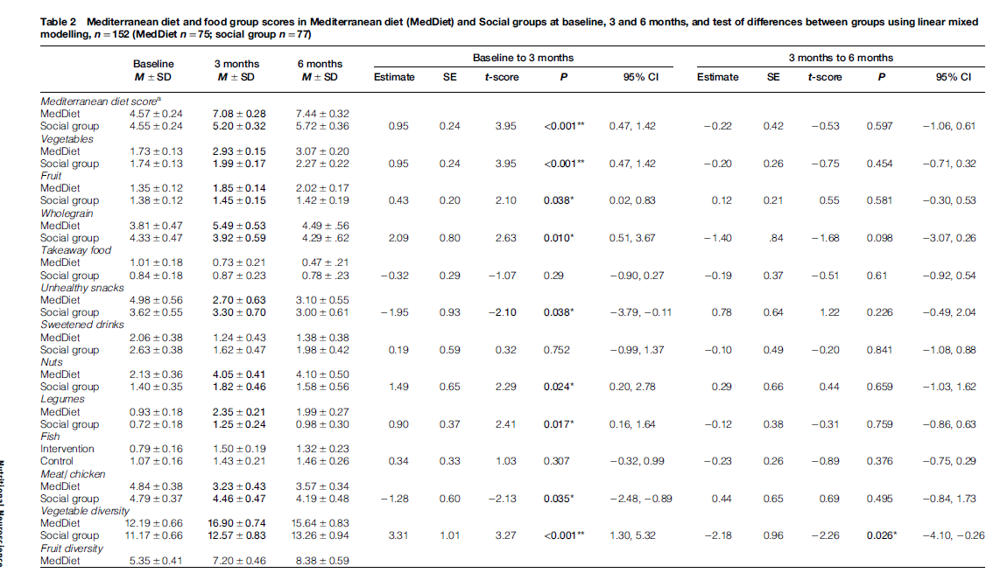 Table 2 Mediterranean diet and food group scores in Mediterranean diet (MedDiet) and Social groups at baseline, 3 and 6 months, and test of differences between groups using linear mixed
modelling, n = 152 (MedDiet n = 75; social group n = 77)
Baseline to 3 months 3 months to 6 months
Baseline 3 months 6 months
M ± SD M ± SD M ± SD Estimate SE t-score P 95% CI Estimate SE t-score P 95% CI
Mediterranean diet scoreª
MedDiet 4.57 ± 0.24 7.08 ± 0.28 7.44 ± 0.32
Social group 4.55 ± 0.24 5.20 ± 0.32 5.72 ± 0.36 0.95 0.24 3.95 <0.001** 0.47, 1.42 −0.22 0.42 −0.53 0.597 −1.06, 0.61
Vegetables
MedDiet 1.73 ± 0.13 2.93 ± 0.15 3.07 ± 0.20
Social group 1.74 ± 0.13 1.99 ± 0.17 2.27 ± 0.22 0.95 0.24 3.95 <0.001** 0.47, 1.42 −0.20 0.26 −0.75 0.454 −0.71, 0.32
Fruit
MedDiet 1.35 ± 0.12 1.85 ± 0.14 2.02 ± 0.17
Social group 1.38 ± 0.12 1.45 ± 0.15 1.42 ± 0.19 0.43 0.20 2.10 0.038* 0.02, 0.83 0.12 0.21 0.55 0.581 −0.30, 0.53
Wholegrain
MedDiet 3.81 ± 0.47 5.49 ± 0.53 4.49 ± .56
Social group 4.33 ± 0.47 3.92 ± 0.59 4.29 ± .62 2.09 0.80 2.63 0.010* 0.51, 3.67 −1.40 .84 −1.68 0.098 −3.07, 0.26
Takeaway food
MedDiet 1.01 ± 0.18 0.73 ± 0.21 0.47 ± .21
Social group 0.84 ± 0.18 0.87 ± 0.23 0.78 ± .23 −0.32 0.29 −1.07 0.29 −0.90, 0.27 −0.19 0.37 −0.51 0.61 −0.92, 0.54
Unhealthy snacks
MedDiet 4.98 ± 0.56 2.70 ± 0.63 3.10 ± 0.55
Social group 3.62 ± 0.55 3.30 ± 0.70 3.00 ± 0.61 −1.95 0.93 −2.10 0.038* −3.79, −0.11 0.78 0.64 1.22 0.226 −0.49, 2.04
Sweetened drinks
MedDiet 2.06 ± 0.38 1.24 ± 0.43 1.38 ± 0.38
Social group 2.63 ± 0.38 1.62 ± 0.47 1.98 ± 0.42 0.19 0.59 0.32 0.752 −0.99, 1.37 −0.10 0.49 −0.20 0.841 −1.08, 0.88
Nuts
MedDiet 2.13 ± 0.36 4.05 ± 0.41 4.10 ± 0.50
Social group 1.40 ± 0.35 1.82 ± 0.46 1.58 ± 0.56 1.49 0.65 2.29 0.024* 0.20, 2.78 0.29 0.66 0.44 0.659 −1.03, 1.62
Legumes
MedDiet 0.93 ± 0.18 2.35 ± 0.21 1.99 ± 0.27
Social group 0.72 ± 0.18 1.25 ± 0.24 0.98 ± 0.30 0.90 0.37 2.41 0.017* 0.16, 1.64 −0.12 0.38 −0.31 0.759 −0.86, 0.63
Fish
Intervention 0.79 ± 0.16 1.50 ± 0.19 1.32 ± 0.23
Control 1.07 ± 0.16 1.43 ± 0.21 1.46 ± 0.26 0.34 0.33 1.03 0.307 −0.32, 0.99 −0.23 0.26 −0.89 0.376 −0.75, 0.29
Meat/ chicken
MedDiet 4.84 ± 0.38 3.23 ± 0.43 3.57 ± 0.34
Social group 4.79 ± 0.37 4.46 ± 0.47 4.19 ± 0.48 −1.28 0.60 −2.13 0.035* −2.48, −0.89 0.44 0.65 0.69 0.495 −0.84, 1.73
Vegetable diversity
MedDiet 12.19 ± 0.66 16.90 ± 0.74 15.64 ± 0.83
Social group 11.17 ± 0.66 12.57 ± 0.83 13.26 ± 0.94 3.31 1.01 3.27 <0.001** 1.30, 5.32 −2.18 0.96 −2.26 0.026* −4.10, −0.26
Fruit diversity
MedDiet 5.35 ± 0.41 7.20 ± 0.46 8.38 ± 0.59